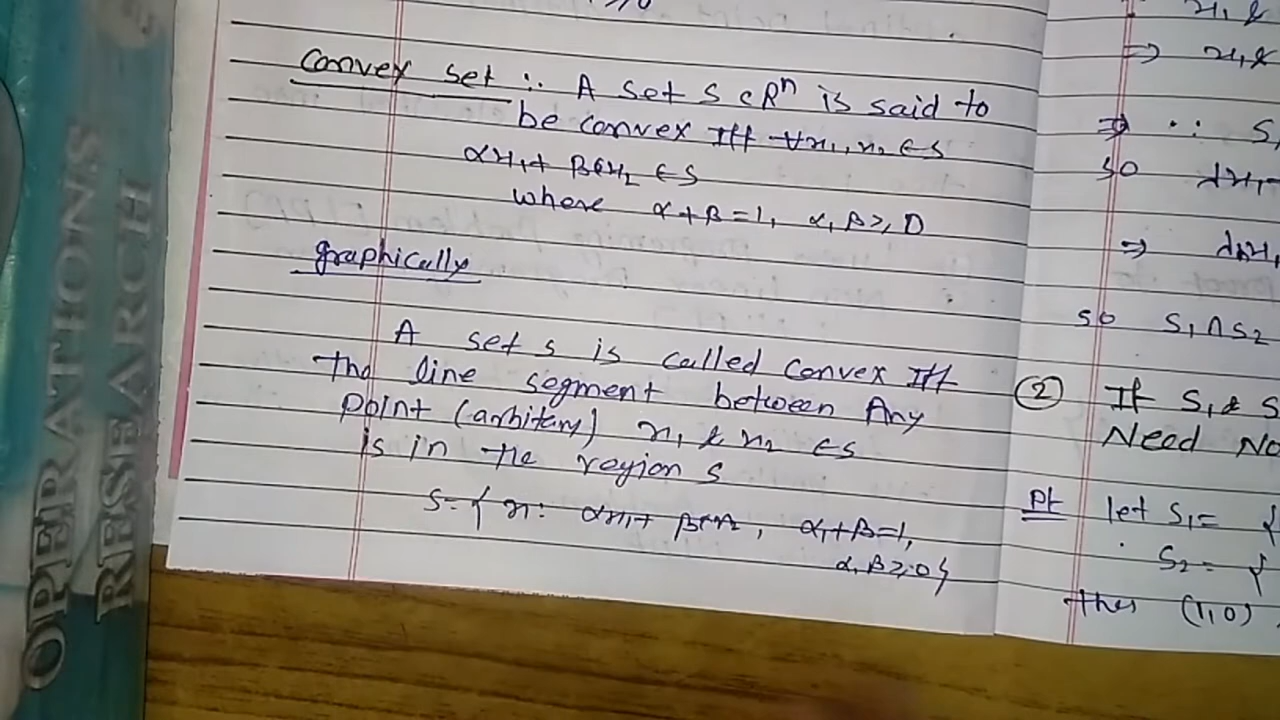 ≥0
Convex set :. A set S ⊂ Rⁿ is said to
be convex Iff ∀ x₁, x₂ ∈ S
αx₁ + βx₂ ∈ S
where α + β = 1, α, β ≥ 0
graphically
A set S is called convex Iff
The line segment between Any
point (arbitary) x₁ & x₂ ∈ S
is in the region S
S = { x : αx₁ + βx₂, α + β = 1,
α, β ≥ 0 }
x₁ &
⇒ x₁ &
⇒ ∵ S
so λx₁
⇒
so S₁ ∩ S₂
② If S₁ & S
Need No
Pf let S₁ = {
S₂ = {
then (1,0)
OPERATIONS
RESEARCH